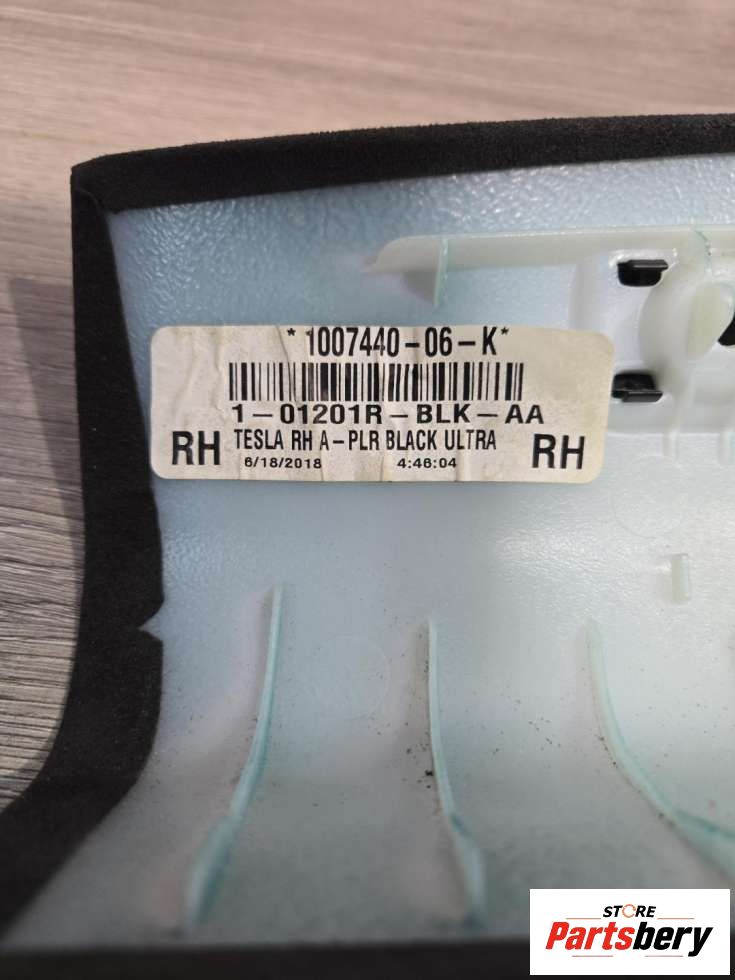 *1007440-06-K*
1-01201R-BLK-AA
RH TESLA RH A-PLR BLACK ULTRA RH
6/18/2018 4:46:04
STORE
Partsbery